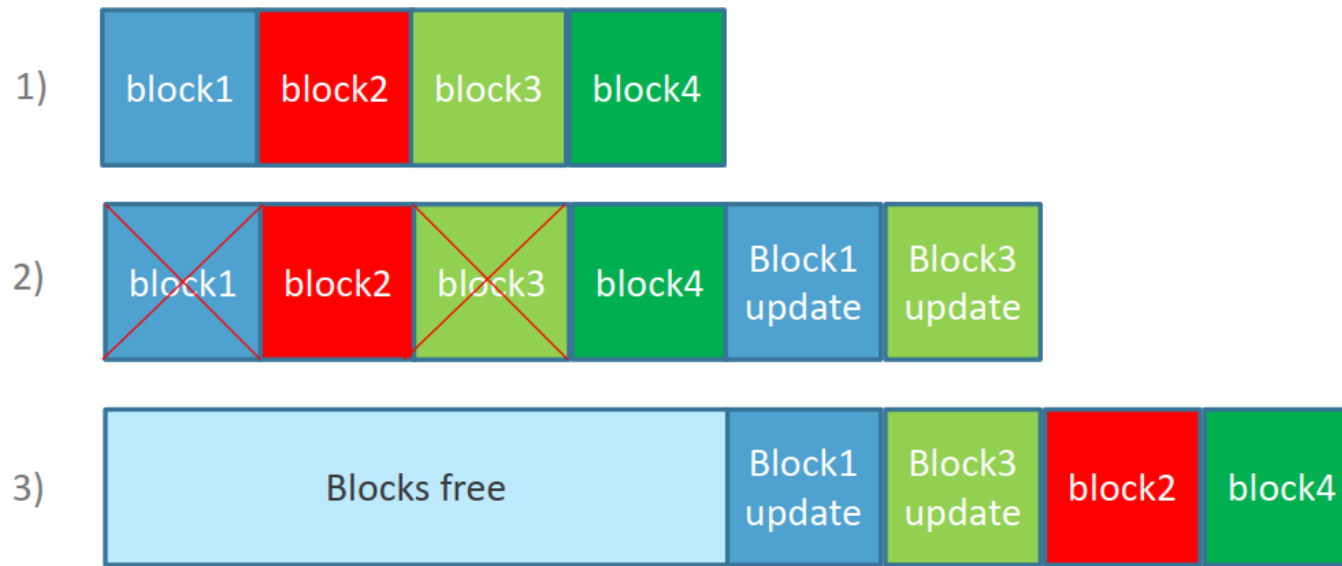 1)
block1 block2 block3 block4
2)
block1 block2 block3 block4 Block1 update Block3 update
3)
Blocks free Block1 update Block3 update block2 block4